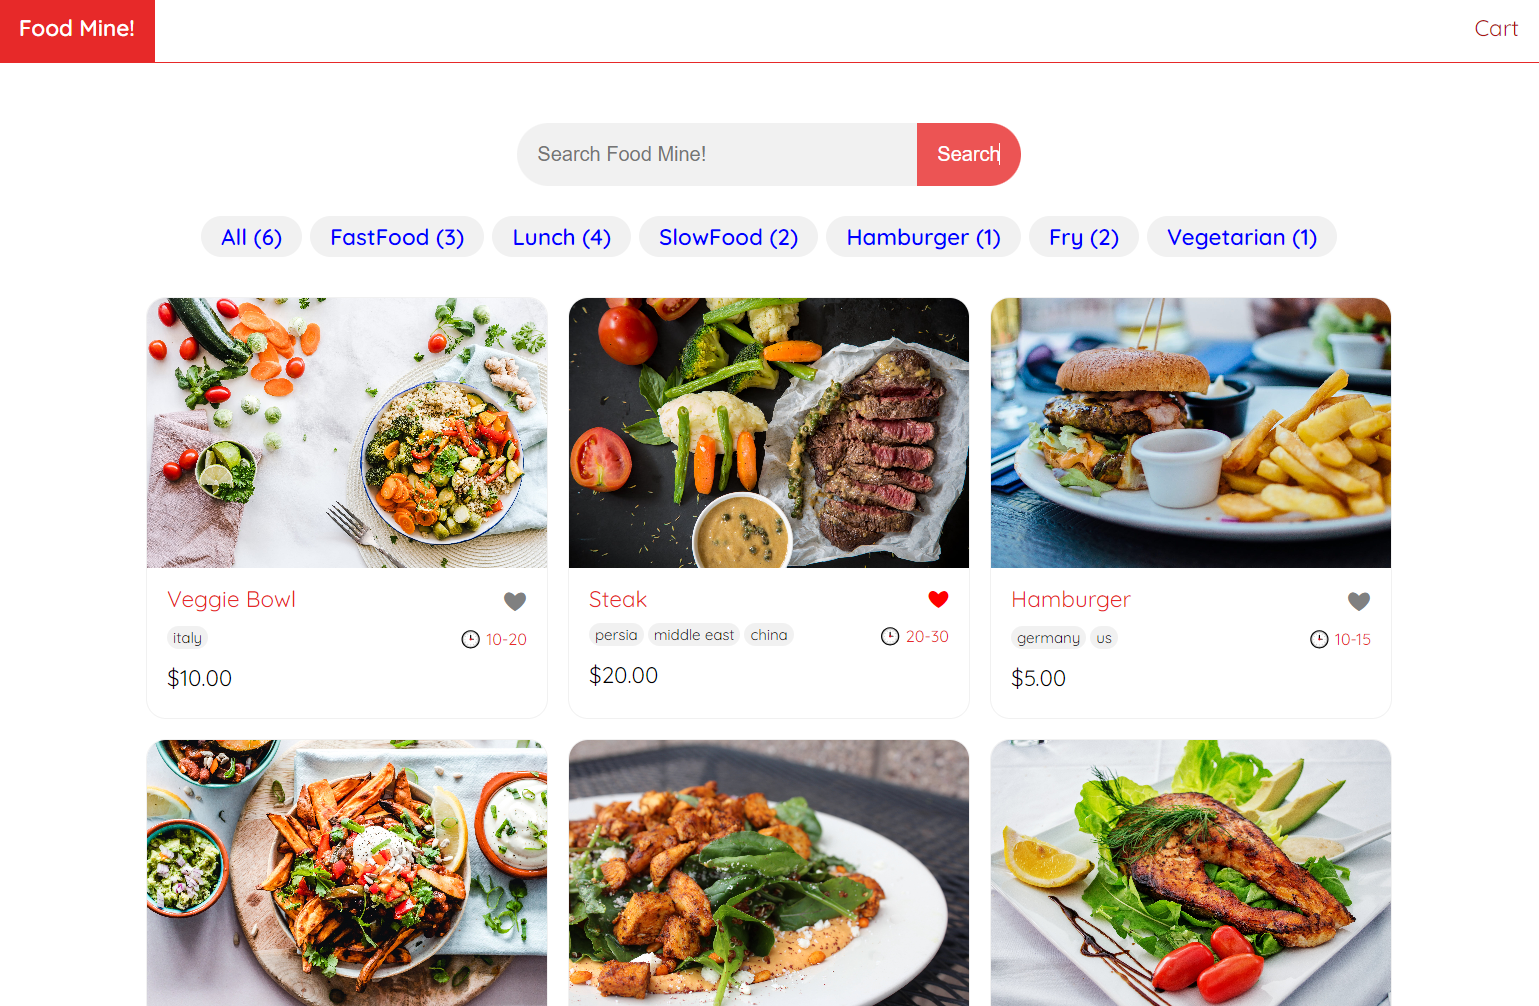 Food Mine!
Cart
Search Food Mine!
Search
All (6) FastFood (3) Lunch (4) SlowFood (2) Hamburger (1) Fry (2) Vegetarian (1)
Veggie Bowl
italy
10-20
$10.00
Steak
persia middle east china
20-30
$20.00
Hamburger
germany us
10-15
$5.00